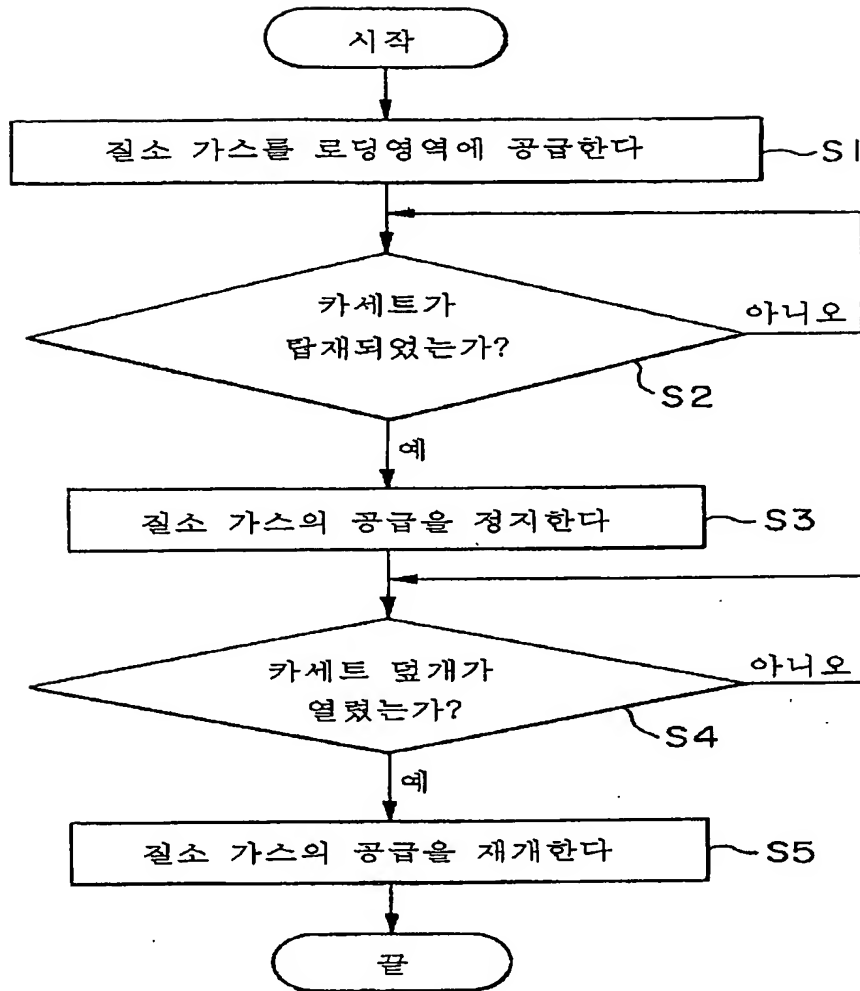 시작
질소 가스를 로딩영역에 공급한다
S1
카세트가
탑재되었는가?
아니오
S2
예
질소 가스의 공급을 정지한다
S3
카세트 덮개가
열렸는가?
아니오
S4
예
질소 가스의 공급을 재개한다
S5
끝